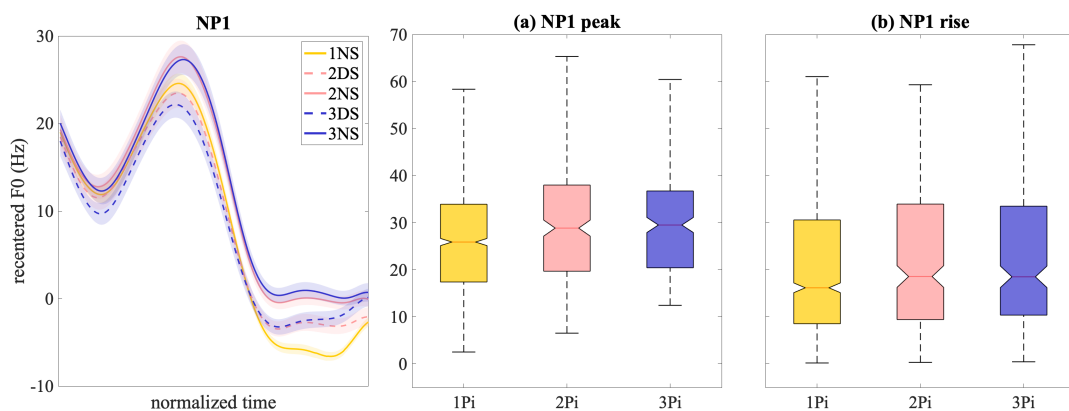 NP1
recentered F0 (Hz)
30
20
10
0
-10
normalized time
1NS
2DS
2NS
3DS
3NS
(a) NP1 peak
70
60
50
40
30
20
10
0
1Pi 2Pi 3Pi
(b) NP1 rise
1Pi 2Pi 3Pi